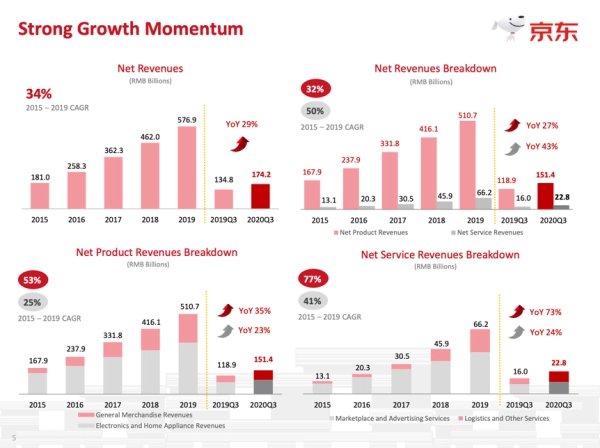 Strong Growth Momentum
京东
Net Revenues
(RMB Billions)
34%
2015 – 2019 CAGR
YoY 29%
181.0
258.3
362.3
462.0
576.9
134.8
174.2
2015 2016 2017 2018 2019 2019Q3 2020Q3
Net Revenues Breakdown
(RMB Billions)
32%
50%
2015 – 2019 CAGR
YoY 27%
YoY 43%
167.9
13.1
237.9
20.3
331.8
30.5
416.1
45.9
510.7
66.2
118.9
16.0
151.4
22.8
2015 2016 2017 2018 2019 2019Q3 2020Q3
Net Product Revenues Net Service Revenues
Net Product Revenues Breakdown
(RMB Billions)
53%
25%
2015 – 2019 CAGR
YoY 35%
YoY 23%
167.9
237.9
331.8
416.1
510.7
118.9
151.4
2015 2016 2017 2018 2019 2019Q3 2020Q3
General Merchandise Revenues
Electronics and Home Appliance Revenues
Net Service Revenues Breakdown
(RMB Billions)
77%
41%
2015 – 2019 CAGR
YoY 73%
YoY 24%
13.1
20.3
30.5
45.9
66.2
16.0
22.8
2015 2016 2017 2018 2019 2019Q3 2020Q3
Marketplace and Advertising Services Logistics and Other Services
5